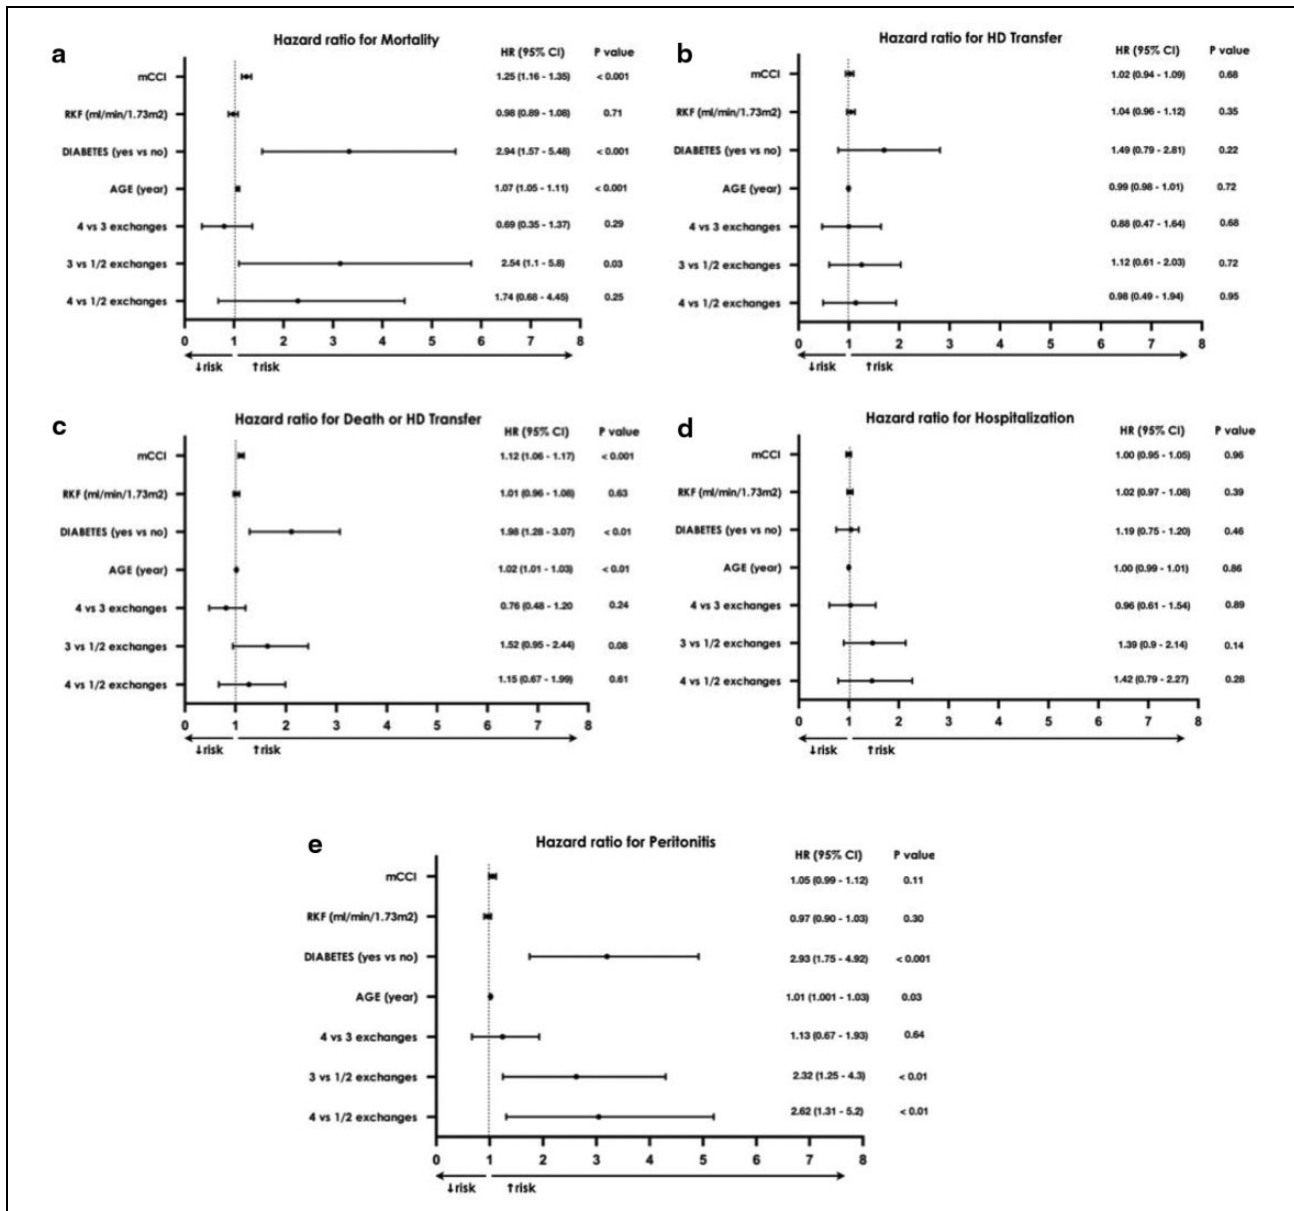 a
Hazard ratio for Mortality
HR (95% CI) P value
mCCI 1.25 (1.16 - 1.35) < 0.001
RKF (ml/min/1.73m2) 0.98 (0.89 - 1.08) 0.71
DIABETES (yes vs no) 2.94 (1.57 - 5.48) < 0.001
AGE (year) 1.07 (1.05 - 1.11) < 0.001
4 vs 3 exchanges 0.69 (0.35 - 1.37) 0.29
3 vs 1/2 exchanges 2.54 (1.1 - 5.8) 0.03
4 vs 1/2 exchanges 1.74 (0.68 - 4.45) 0.25
0 1 2 3 4 5 6 7 8
↓risk ↑risk
b
Hazard ratio for HD Transfer
HR (95% CI) P value
mCCI 1.02 (0.94 - 1.09) 0.68
RKF (ml/min/1.73m2) 1.04 (0.96 - 1.12) 0.35
DIABETES (yes vs no) 1.49 (0.79 - 2.81) 0.22
AGE (year) 0.99 (0.98 - 1.01) 0.72
4 vs 3 exchanges 0.88 (0.47 - 1.64) 0.68
3 vs 1/2 exchanges 1.12 (0.61 - 2.03) 0.72
4 vs 1/2 exchanges 0.98 (0.49 - 1.94) 0.95
0 1 2 3 4 5 6 7 8
↓risk ↑risk
c
Hazard ratio for Death or HD Transfer
HR (95% CI) P value
mCCI 1.12 (1.06 - 1.17) < 0.001
RKF (ml/min/1.73m2) 1.01 (0.96 - 1.08) 0.63
DIABETES (yes vs no) 1.98 (1.28 - 3.07) < 0.01
AGE (year) 1.02 (1.01 - 1.03) < 0.01
4 vs 3 exchanges 0.76 (0.48 - 1.20 0.24
3 vs 1/2 exchanges 1.52 (0.95 - 2.44) 0.08
4 vs 1/2 exchanges 1.15 (0.67 - 1.99) 0.61
0 1 2 3 4 5 6 7 8
↓risk ↑risk
d
Hazard ratio for Hospitalization
HR (95% CI) P value
mCCI 1.00 (0.95 - 1.05) 0.96
RKF (ml/min/1.73m2) 1.02 (0.97 - 1.08) 0.39
DIABETES (yes vs no) 1.19 (0.75 - 1.20) 0.46
AGE (year) 1.00 (0.99 - 1.01) 0.86
4 vs 3 exchanges 0.96 (0.61 - 1.54) 0.89
3 vs 1/2 exchanges 1.39 (0.9 - 2.14) 0.14
4 vs 1/2 exchanges 1.42 (0.79 - 2.27) 0.28
0 1 2 3 4 5 6 7 8
↓risk ↑risk
e
Hazard ratio for Peritonitis
HR (95% CI) P value
mCCI 1.05 (0.99 - 1.12) 0.11
RKF (ml/min/1.73m2) 0.97 (0.90 - 1.03) 0.30
DIABETES (yes vs no) 2.93 (1.75 - 4.92) < 0.001
AGE (year) 1.01 (1.001 - 1.03) 0.03
4 vs 3 exchanges 1.13 (0.67 - 1.93) 0.64
3 vs 1/2 exchanges 2.32 (1.25 - 4.3) < 0.01
4 vs 1/2 exchanges 2.62 (1.31 - 5.2) < 0.01
0 1 2 3 4 5 6 7 8
↓risk ↑risk